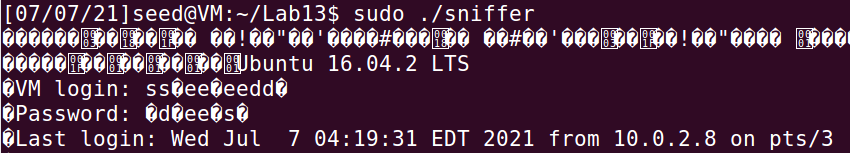 [07/07/21]seed@VM:~/Lab13$ sudo ./sniffer
�������������� ��!��"��'����#����� ��#��'������!��"���� �����
������������Ubuntu 16.04.2 LTS
�VM login: ss�ee�eedd�
�Password: �d�ee�s�
�Last login: Wed Jul  7 04:19:31 EDT 2021 from 10.0.2.8 on pts/3